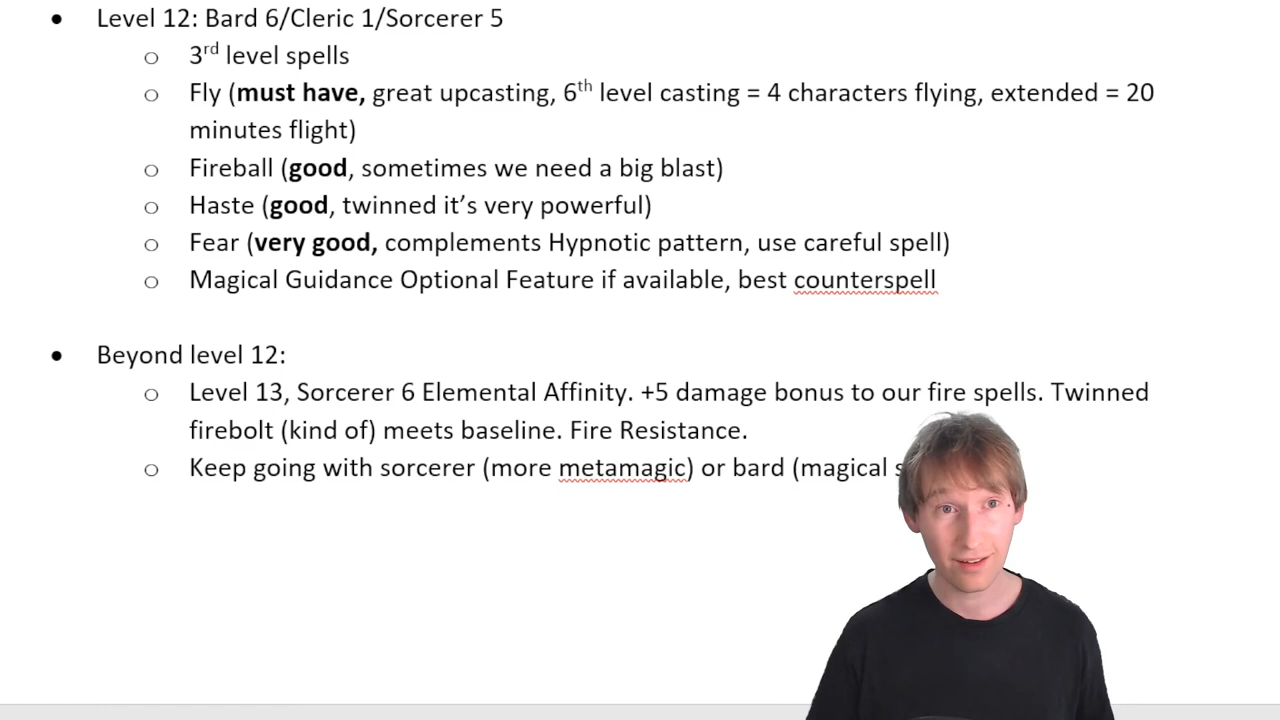 • Level 12: Bard 6/Cleric 1/Sorcerer 5
o 3rd level spells
o Fly (must have, great upcasting, 6th level casting = 4 characters flying, extended = 20
minutes flight)
o Fireball (good, sometimes we need a big blast)
o Haste (good, twinned it’s very powerful)
o Fear (very good, complements Hypnotic pattern, use careful spell)
o Magical Guidance Optional Feature if available, best counterspell
• Beyond level 12:
o Level 13, Sorcerer 6 Elemental Affinity. +5 damage bonus to our fire spells. Twinned
firebolt (kind of) meets baseline. Fire Resistance.
o Keep going with sorcerer (more metamagic) or bard (magical